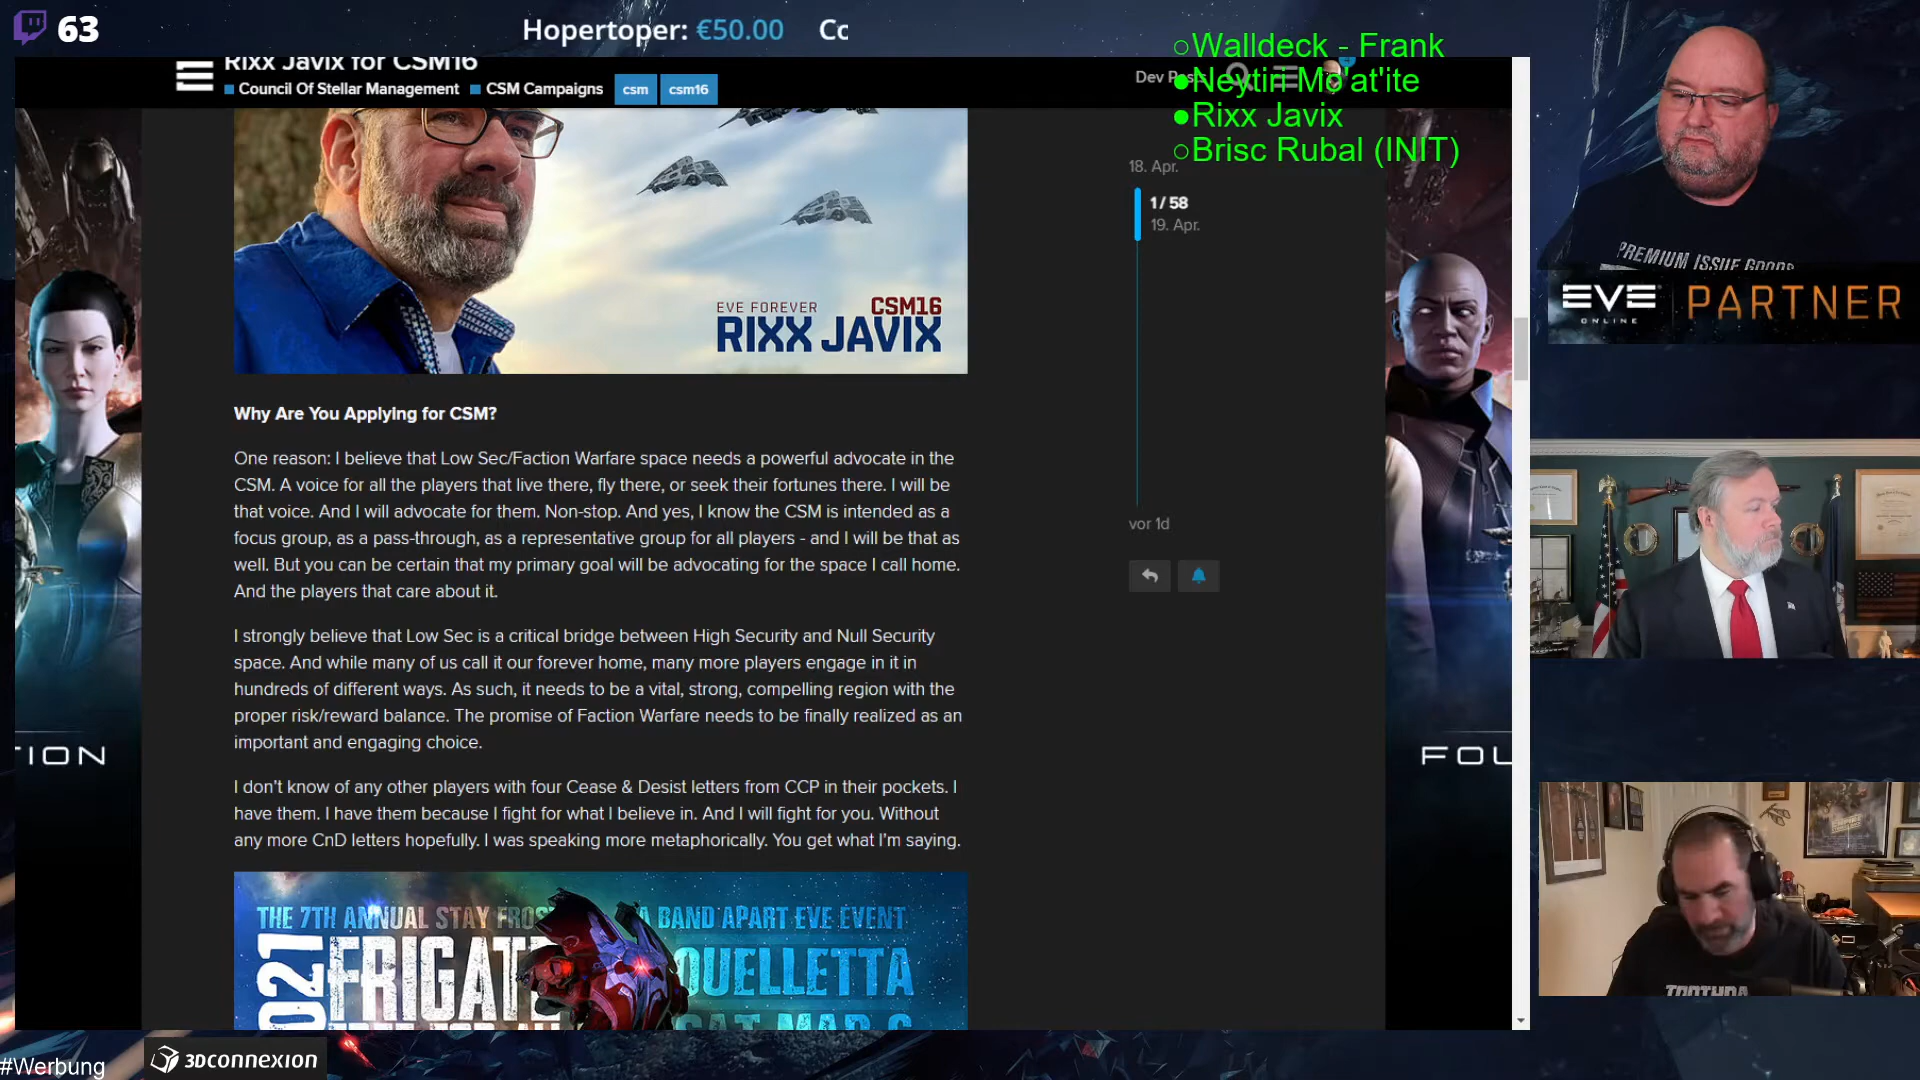 63
Hopertoper: €50.00 Co
Walldeck - Frank
Neytiri Mo'at'ite
Rixx Javix
Brisc Rubal (INIT)
Rixx Javix for CSM16
Council Of Stellar Management CSM Campaigns csm csm16
Dev Posts
18. Apr.
1 / 58
19. Apr.
vor 1d
EVE FOREVER CSM16
RIXX JAVIX
Why Are You Applying for CSM?
One reason: I believe that Low Sec/Faction Warfare space needs a powerful advocate in the
CSM. A voice for all the players that live there, fly there, or seek their fortunes there. I will be
that voice. And I will advocate for them. Non-stop. And yes, I know the CSM is intended as a
focus group, as a pass-through, as a representative group for all players - and I will be that as
well. But you can be certain that my primary goal will be advocating for the space I call home.
And the players that care about it.
I strongly believe that Low Sec is a critical bridge between High Security and Null Security
space. And while many of us call it our forever home, many more players engage in it in
hundreds of different ways. As such, it needs to be a vital, strong, compelling region with the
proper risk/reward balance. The promise of Faction Warfare needs to be finally realized as an
important and engaging choice.
I don't know of any other players with four Cease & Desist letters from CCP in their pockets. I
have them. I have them because I fight for what I believe in. And I will fight for you. Without
any more CnD letters hopefully. I was speaking more metaphorically. You get what I'm saying.
THE 7TH ANNUAL STAY FROS A BAND APART EVE EVENT
2021 FRIGATE OUELLETTA
SAT MAR 6
TION
FOU
PREMIUM ISSUE GOODS
EVE ONLINE PARTNER
#Werbung
3Dconnexion